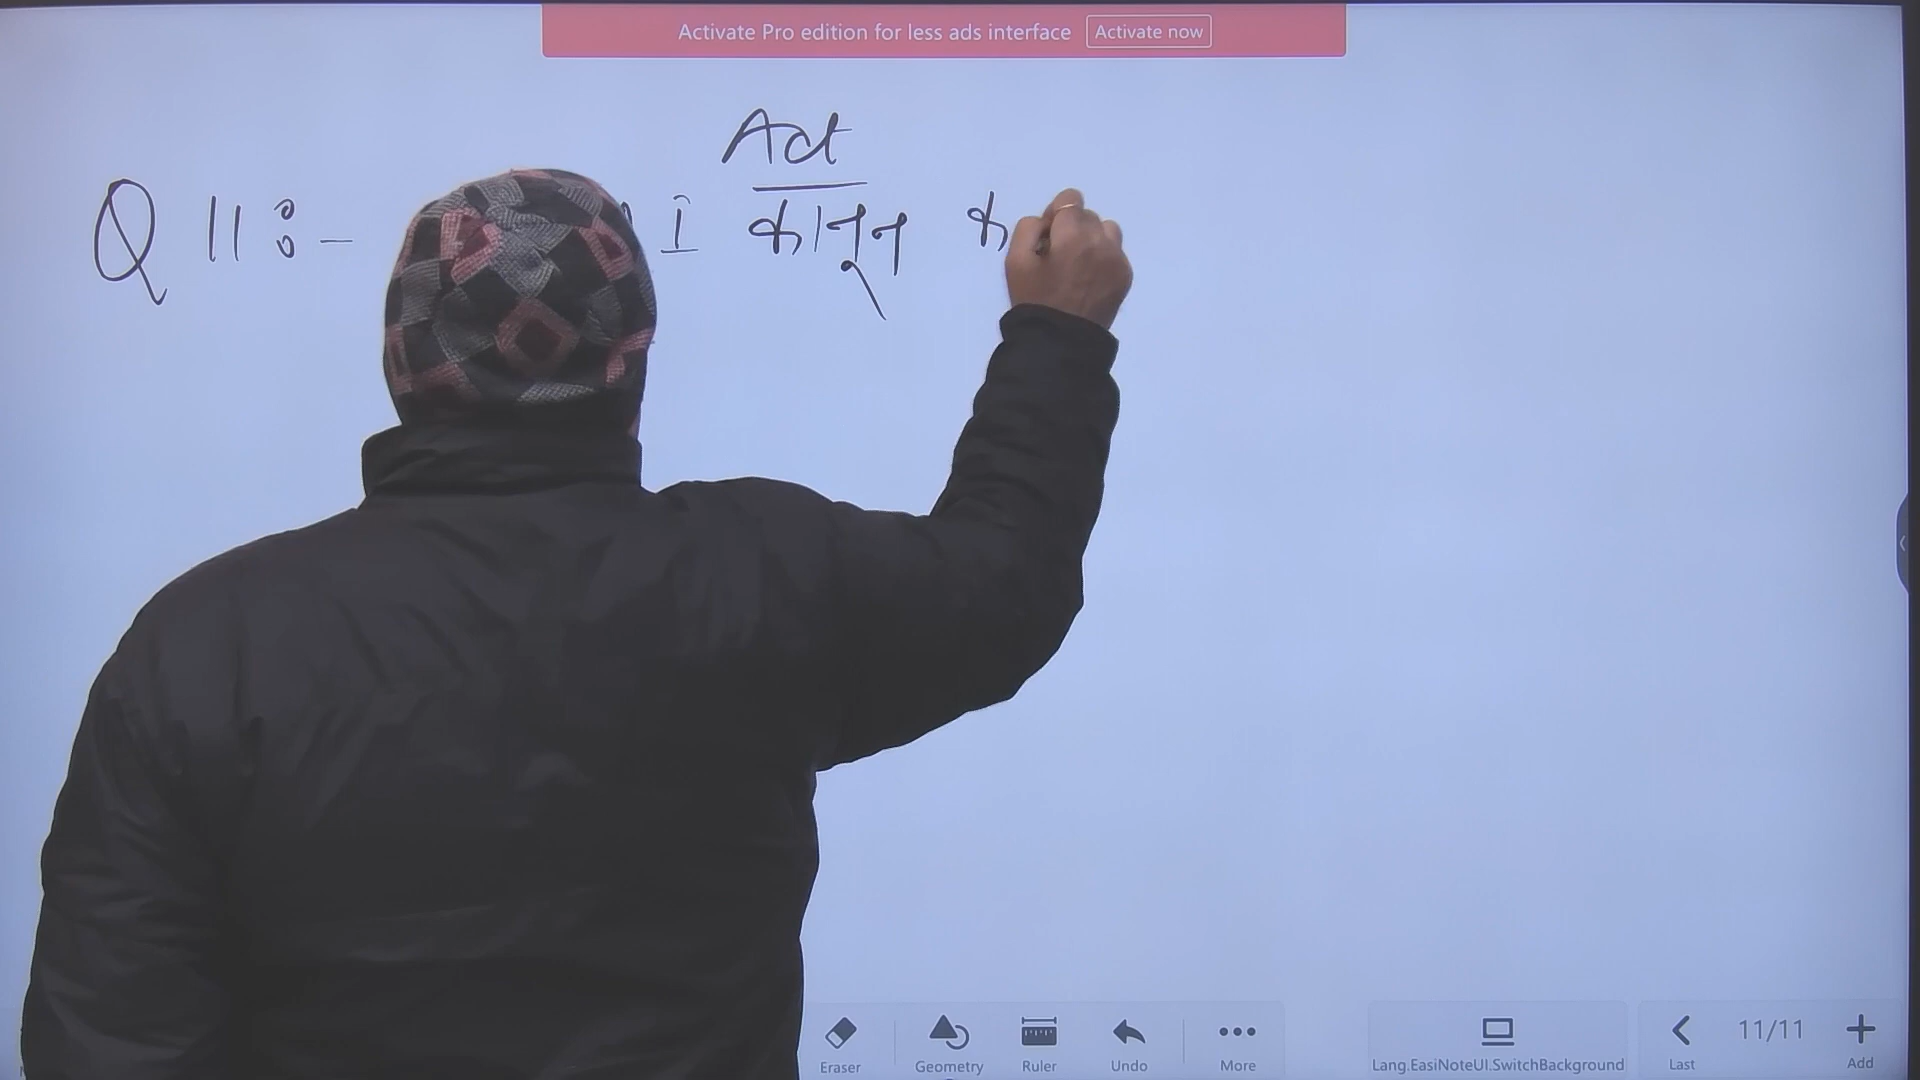 Activate Pro edition for less ads interface Activate now
Act
Q 11 :- I कानून
Eraser Geometry Ruler Undo More Lang.EasiNoteUI.SwitchBackground Last 11/11 Add